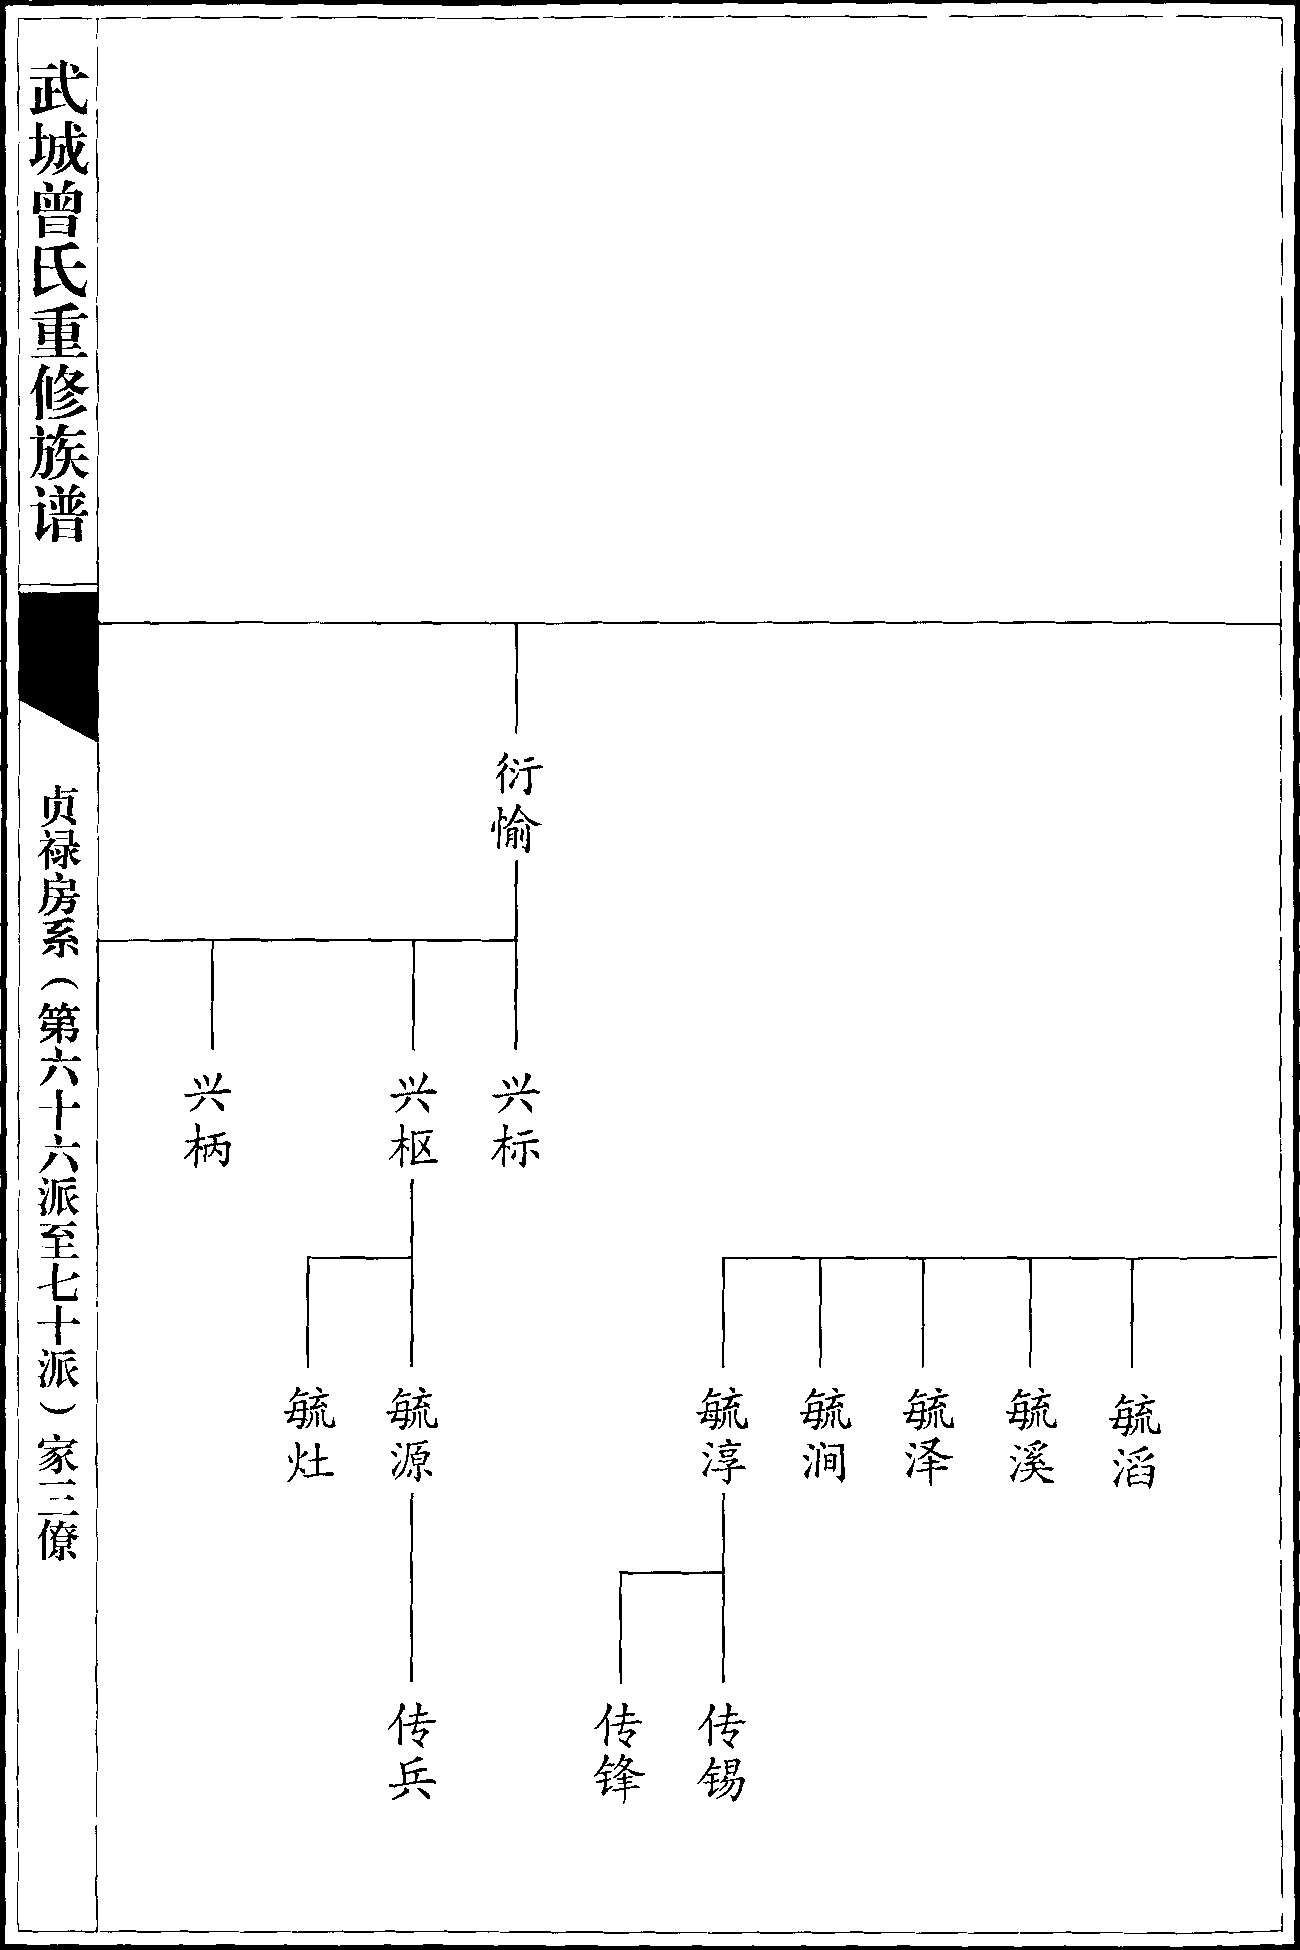 武城曾氏重修族谱
贞禄房系（第六十六派至七十派）家三僚
衍愉
兴标
兴枢
兴柄
毓滔
毓溪
毓泽
毓涧
毓淳
毓源
毓灶
传锡
传锋
传兵